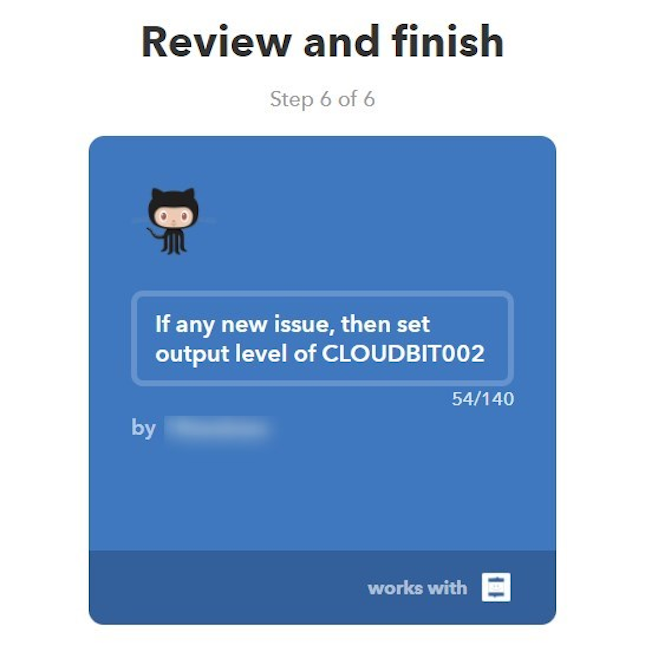 Review and finish
Step 6 of 6
If any new issue, then set
output level of CLOUDBIT002
54/140
by
works with